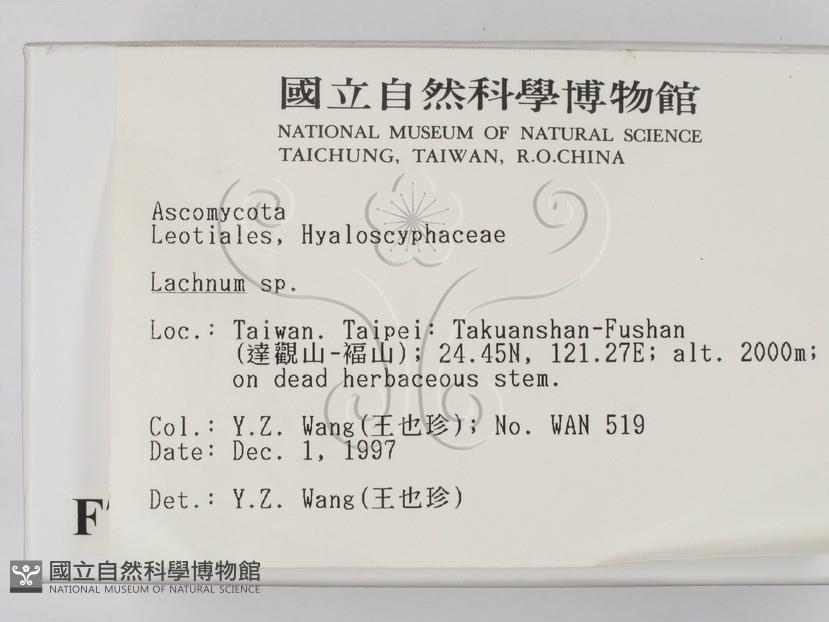 國立自然科學博物館
NATIONAL MUSEUM OF NATURAL SCIENCE
TAICHUNG, TAIWAN, R.O.CHINA
Ascomycota
Leotiales, Hyaloscyphaceae
Lachnum sp.
Loc.: Taiwan. Taipei: Takuanshan-Fushan
(達觀山-福山); 24.45N, 121.27E; alt. 2000m;
on dead herbaceous stem.
Col.: Y.Z. Wang(王也珍); No. WAN 519
Date: Dec. 1, 1997
Det.: Y.Z. Wang(王也珍)
F
國立自然科學博物館
NATIONAL MUSEUM OF NATURAL SCIENCE